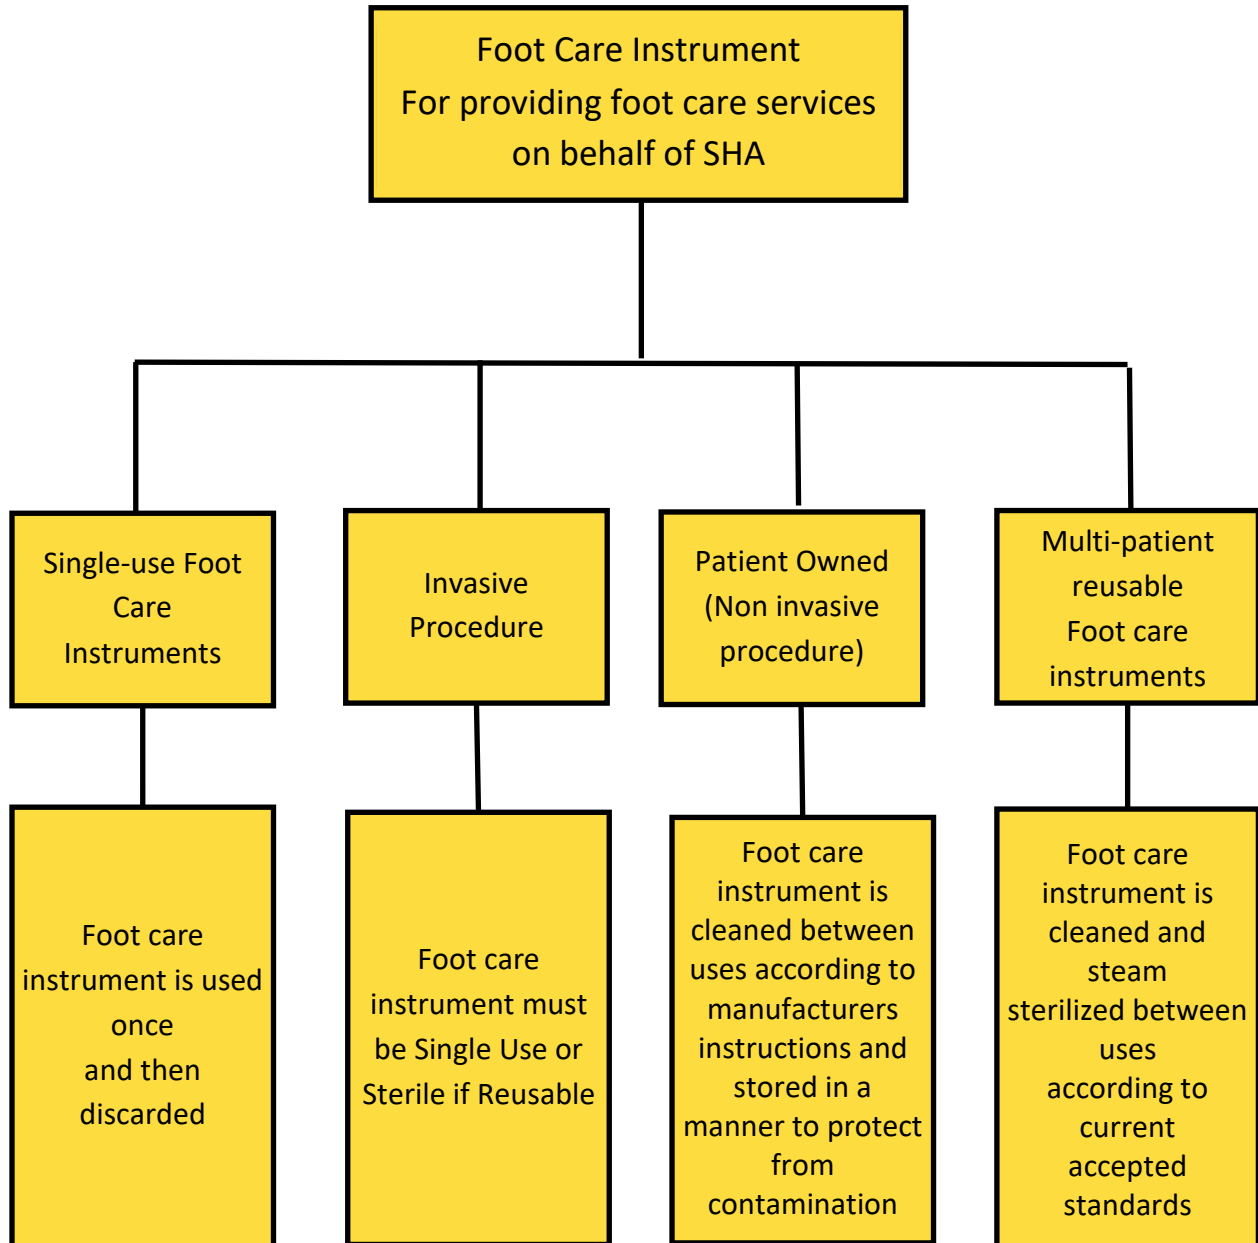 Foot Care Instrument
For providing foot care services
on behalf of SHA
Single-use Foot
Care
Instruments
Invasive
Procedure
Patient Owned
(Non invasive
procedure)
Multi-patient
reusable
Foot care
instruments
Foot care
instrument is used
once
and then
discarded
Foot care
instrument must
be Single Use or
Sterile if Reusable
Foot care
instrument is
cleaned between
uses according to
manufacturers
instructions and
stored in a
manner to protect
from
contamination
Foot care
instrument is
cleaned and
steam
sterilized between
uses
according to
current
accepted
standards